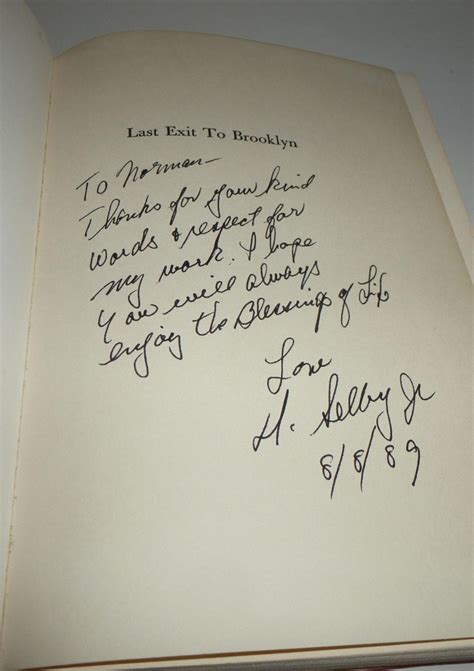 Last Exit To Brooklyn
To Norman—
Thanks for your kind
words & respect for
my work. I hope
you will always
enjoy the Blessings of Life
Love
H. Selby Jr
8/8/89